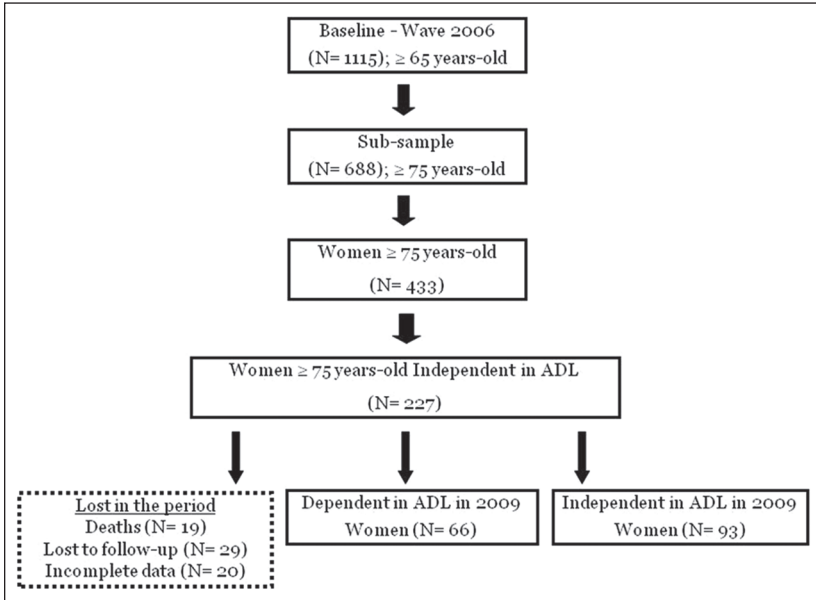 Baseline - Wave 2006
(N= 1115); ≥ 65 years-old
Sub-sample
(N= 688); ≥ 75 years-old
Women ≥ 75 years-old
(N= 433)
Women ≥ 75 years-old Independent in ADL
(N= 227)
Lost in the period
Deaths (N= 19)
Lost to follow-up (N= 29)
Incomplete data (N= 20)
Dependent in ADL in 2009
Women (N= 66)
Independent in ADL in 2009
Women (N= 93)